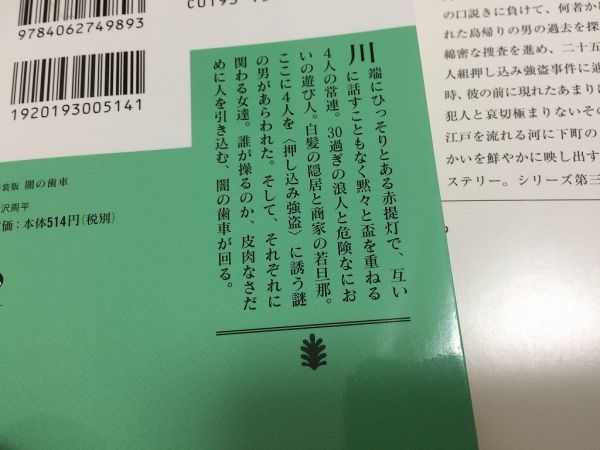 9784062749893
1920193005141
闇の歯車
沢周平
価：本体514円（税別）
川端にひっそりとある赤提灯で、互い
に話すこともなく黙々と盃を重ねる
4人の常連。30過ぎの浪人と危険なにお
いの遊び人。白髪の隠居と商家の若旦那。
ここに4人を〈押し込み強盗〉に誘う謎
の男があらわれた。そして、それぞれに
関わる女達。誰が操るのか、皮肉なさだ
めに人を引き込む、闇の歯車が回る。
の口説きに負けて、何者か
れた島帰りの男の過去を探
綿密な捜査を進め、二十五
人組押し込み強盗事件に迫
時、彼の前に現れたあまりに
犯人と哀切極まりないその
江戸を流れる河に下町の
かいを鮮やかに映し出す
ステリー。シリーズ第三